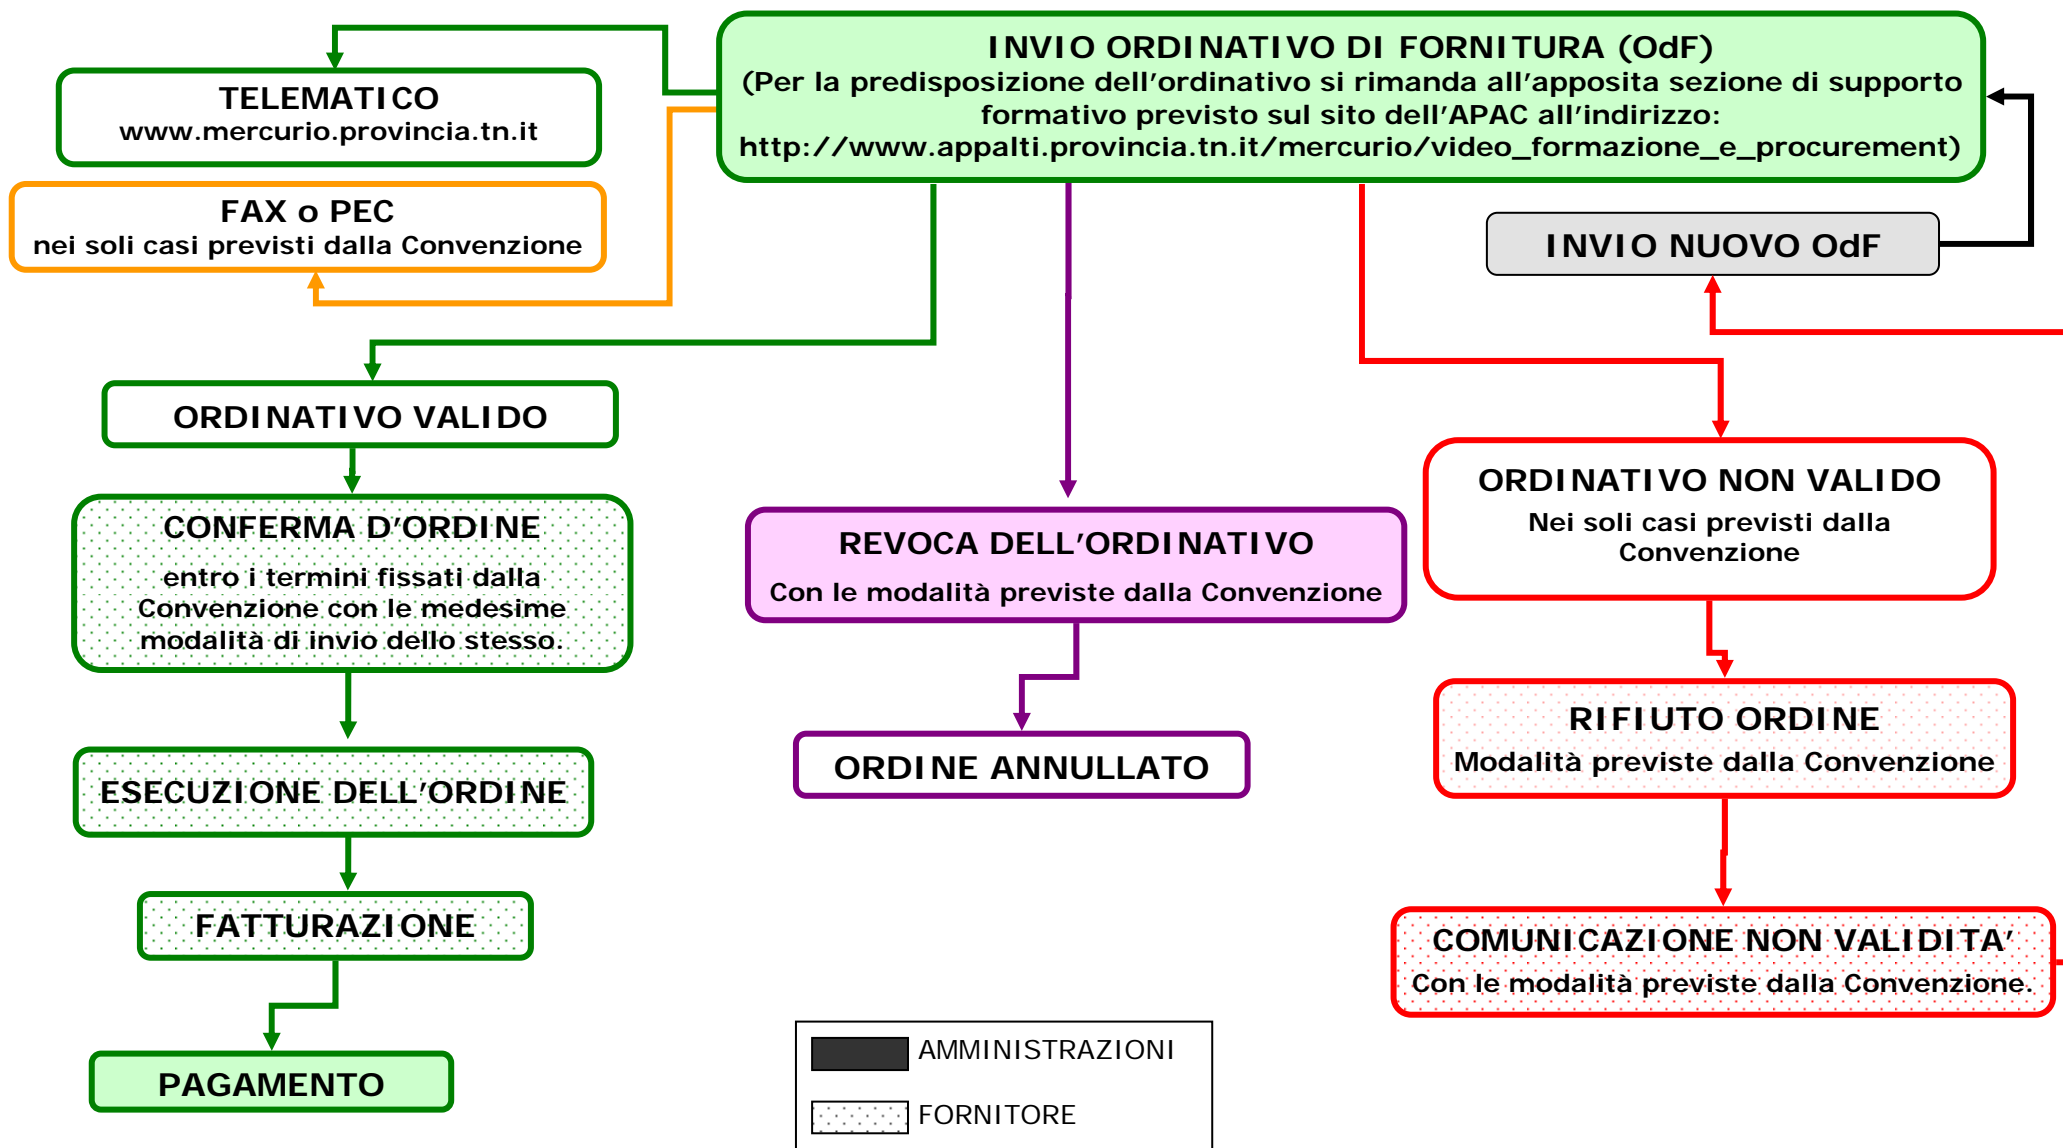 INVIO ORDINATIVO DI FORNITURA (OdF)
(Per la predisposizione dell'ordinativo si rimanda all'apposita sezione di supporto
formativo previsto sul sito dell'APAC all'indirizzo:
http://www.appalti.provincia.tn.it/mercurio/video_formazione_e_procurement)
TELEMATICO
www.mercurio.provincia.tn.it
FAX o PEC
nei soli casi previsti dalla Convenzione
INVIO NUOVO OdF
ORDINATIVO VALIDO
CONFERMA D'ORDINE
entro i termini fissati dalla
Convenzione con le medesime
modalità di invio dello stesso.
ESECUZIONE DELL'ORDINE
FATTURAZIONE
PAGAMENTO
REVOCA DELL'ORDINATIVO
Con le modalità previste dalla Convenzione
ORDINE ANNULLATO
ORDINATIVO NON VALIDO
Nei soli casi previsti dalla
Convenzione
RIFIUTO ORDINE
Modalità previste dalla Convenzione
COMUNICAZIONE NON VALIDITA'
Con le modalità previste dalla Convenzione.
AMMINISTRAZIONI
FORNITORE